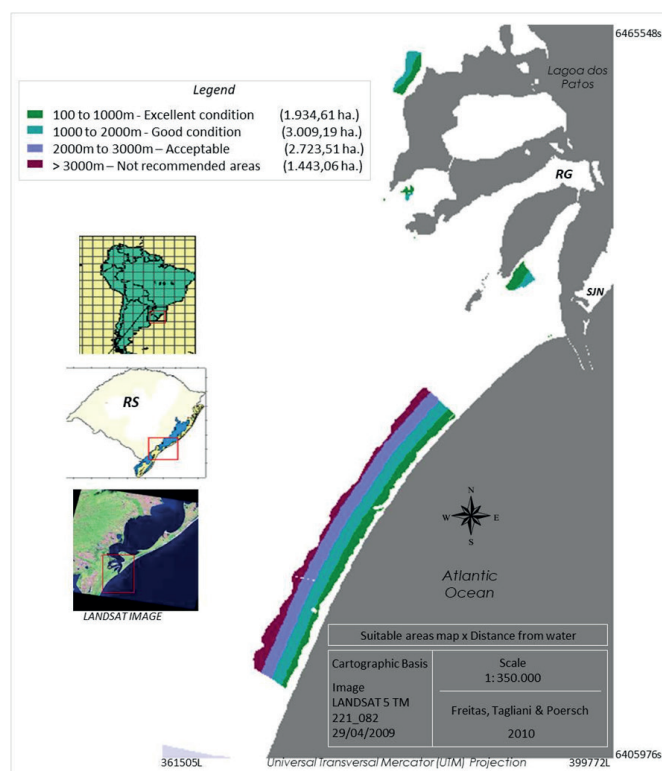 6465548s
Lagoa dos
Patos
Legend
100 to 1000m - Excellent condition (1.934,61 ha.)
1000 to 2000m - Good condition (3.009,19 ha.)
2000m to 3000m – Acceptable (2.723,51 ha.)
> 3000m – Not recommended areas (1.443,06 ha.)
RG
SJN
RS
N
W E
S
Atlantic
Ocean
LANDSAT IMAGE
Suitable areas map x Distance from water
Cartographic Basis
Image
LANDSAT 5 TM
221_082
29/04/2009
Scale
1: 350.000
Freitas, Tagliani & Poersch
2010
6405976s
361505L
Universal Transversal Mercator (UTM) Projection
399772L